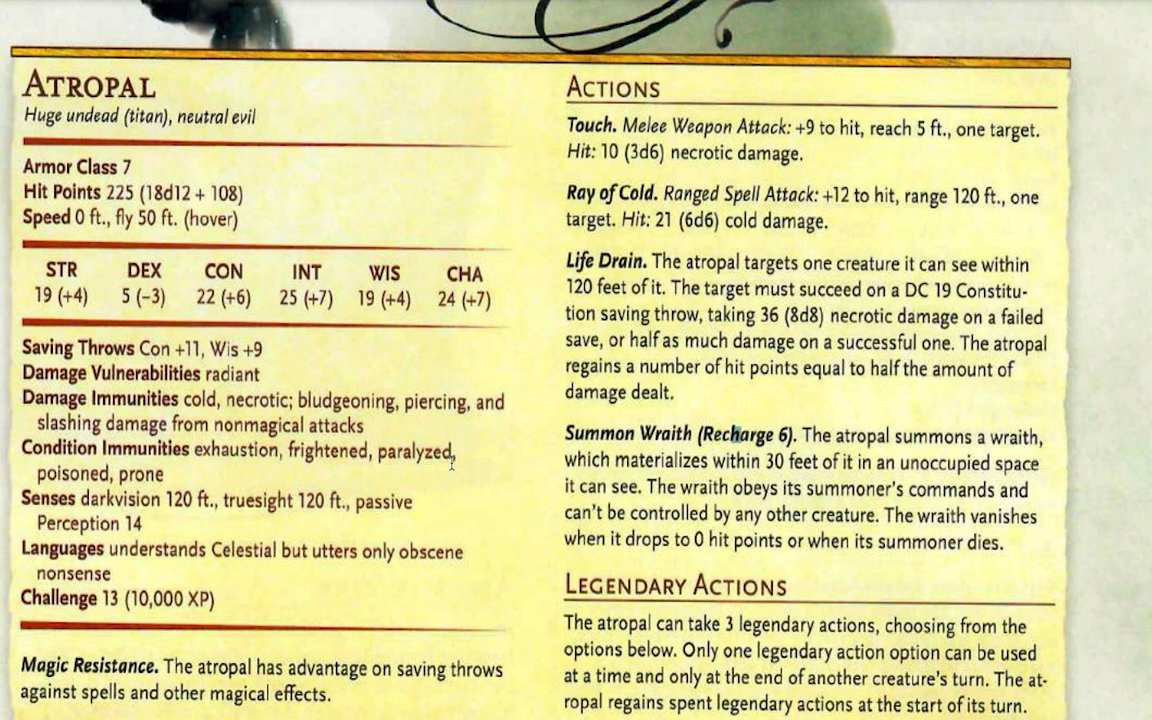 ATROPAL
Huge undead (titan), neutral evil
Armor Class 7
Hit Points 225 (18d12 + 108)
Speed 0 ft., fly 50 ft. (hover)
STR DEX CON INT WIS CHA
19 (+4) 5 (−3) 22 (+6) 25 (+7) 19 (+4) 24 (+7)
Saving Throws Con +11, Wis +9
Damage Vulnerabilities radiant
Damage Immunities cold, necrotic; bludgeoning, piercing, and
slashing damage from nonmagical attacks
Condition Immunities exhaustion, frightened, paralyzed,
poisoned, prone
Senses darkvision 120 ft., truesight 120 ft., passive
Perception 14
Languages understands Celestial but utters only obscene
nonsense
Challenge 13 (10,000 XP)
Magic Resistance. The atropal has advantage on saving throws
against spells and other magical effects.
ACTIONS
Touch. Melee Weapon Attack: +9 to hit, reach 5 ft., one target.
Hit: 10 (3d6) necrotic damage.
Ray of Cold. Ranged Spell Attack: +12 to hit, range 120 ft., one
target. Hit: 21 (6d6) cold damage.
Life Drain. The atropal targets one creature it can see within
120 feet of it. The target must succeed on a DC 19 Constitu-
tion saving throw, taking 36 (8d8) necrotic damage on a failed
save, or half as much damage on a successful one. The atropal
regains a number of hit points equal to half the amount of
damage dealt.
Summon Wraith (Recharge 6). The atropal summons a wraith,
which materializes within 30 feet of it in an unoccupied space
it can see. The wraith obeys its summoner's commands and
can't be controlled by any other creature. The wraith vanishes
when it drops to 0 hit points or when its summoner dies.
LEGENDARY ACTIONS
The atropal can take 3 legendary actions, choosing from the
options below. Only one legendary action option can be used
at a time and only at the end of another creature's turn. The at-
ropal regains spent legendary actions at the start of its turn.